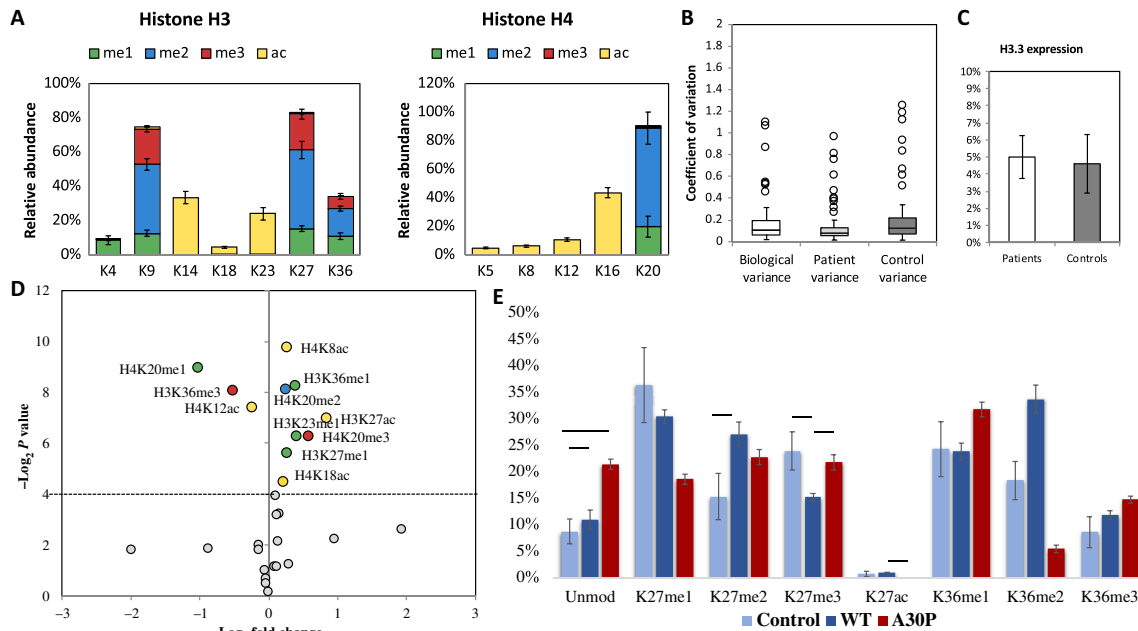 A
Histone H3
me1 me2 me3 ac
Relative abundance
100%
80%
60%
40%
20%
0%
K4 K9 K14 K18 K23 K27 K36
Histone H4
me1 me2 me3 ac
Relative abundance
120%
100%
80%
60%
40%
20%
0%
K5 K8 K12 K16 K20
B
Coefficient of variation
2
1.8
1.6
1.4
1.2
1
0.8
0.6
0.4
0.2
0
Biological variance
Patient variance
Control variance
C
H3.3 expression
10%
9%
8%
7%
6%
5%
4%
3%
2%
1%
0%
Patients Controls
D
–Log2 P value
12
10
8
6
4
2
0
H4K8ac
H4K20me1
H3K36me1
H3K36me3
H4K20me2
H4K12ac
H3K27ac
H3K23me1
H4K20me3
H3K27me1
H4K18ac
–3 –2 –1 0 1 2 3
E
50%
45%
40%
35%
30%
25%
20%
15%
10%
5%
0%
Unmod K27me1 K27me2 K27me3 K27ac K36me1 K36me2 K36me3
Control WT A30P